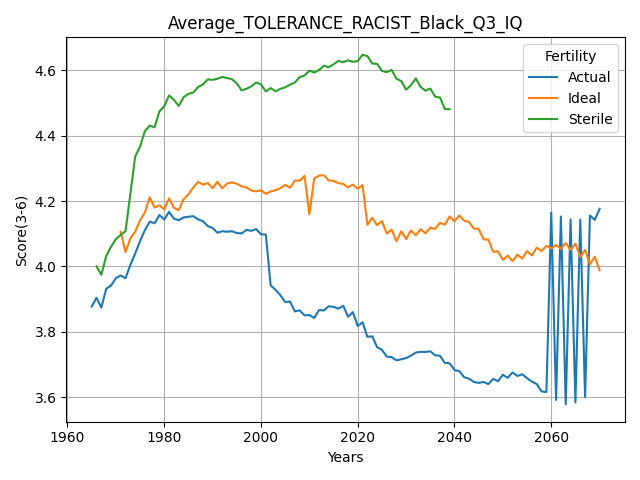 Average_TOLERANCE_RACIST_Black_Q3_IQ
Fertility
Actual
Ideal
Sterile
Score(3-6)
4.6
4.4
4.2
4.0
3.8
3.6
1960 1980 2000 2020 2040 2060
Years